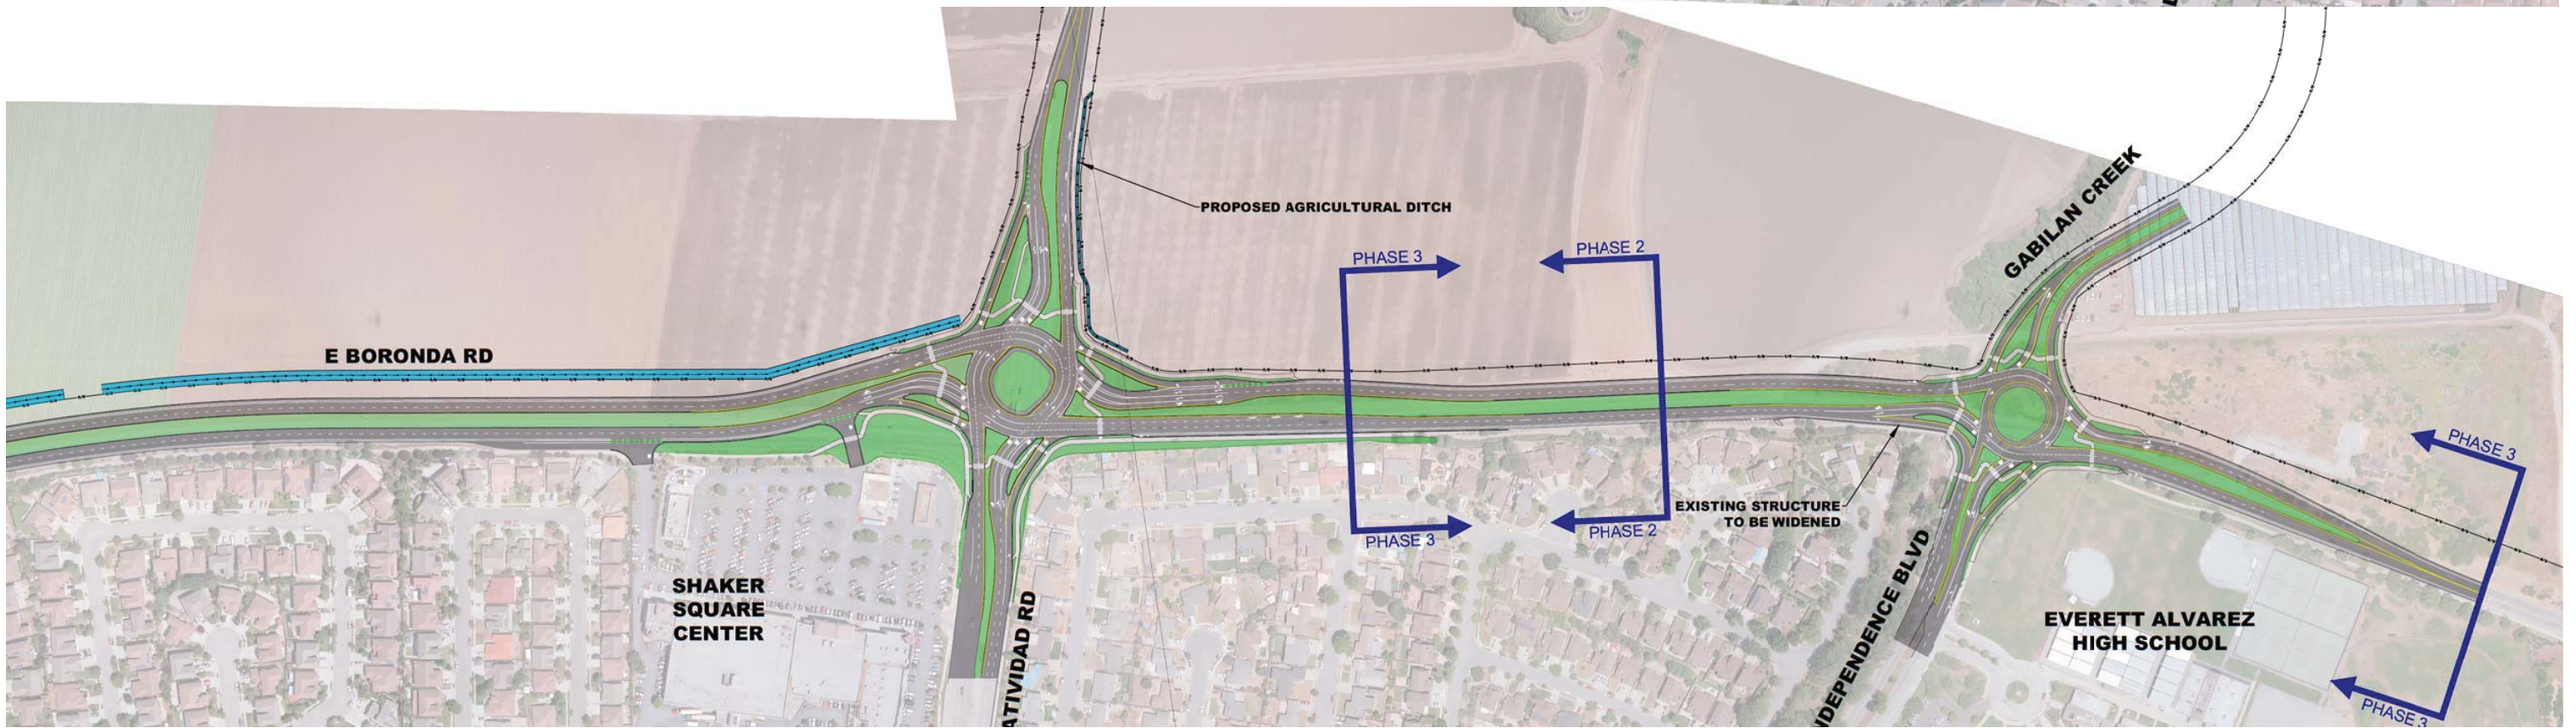 PROPOSED AGRICULTURAL DITCH
GABILAN CREEK
PHASE 3
PHASE 2
E BORONDA RD
PHASE 3
EXISTING STRUCTURE
TO BE WIDENED
PHASE 3
PHASE 2
SHAKER
SQUARE
CENTER
ATIVIDAD RD
NDEPENDENCE BLVD
EVERETT ALVAREZ
HIGH SCHOOL
PHASE 3